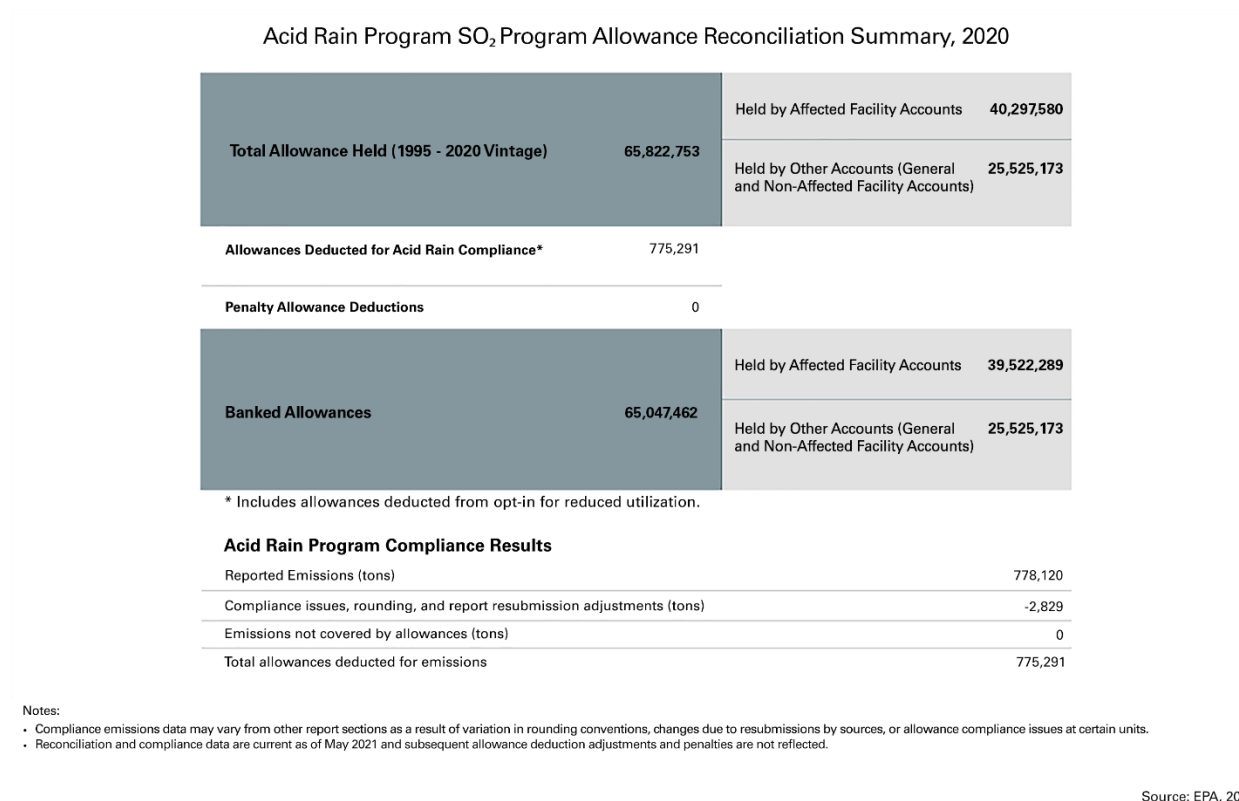 Acid Rain Program SO₂ Program Allowance Reconciliation Summary, 2020
Total Allowance Held (1995 - 2020 Vintage) 65,822,753
Held by Affected Facility Accounts 40,297,580
Held by Other Accounts (General 25,525,173
and Non-Affected Facility Accounts)
Allowances Deducted for Acid Rain Compliance* 775,291
Penalty Allowance Deductions 0
Banked Allowances 65,047,462
Held by Affected Facility Accounts 39,522,289
Held by Other Accounts (General 25,525,173
and Non-Affected Facility Accounts)
* Includes allowances deducted from opt-in for reduced utilization.
Acid Rain Program Compliance Results
Reported Emissions (tons) 778,120
Compliance issues, rounding, and report resubmission adjustments (tons) -2,829
Emissions not covered by allowances (tons) 0
Total allowances deducted for emissions 775,291
Notes:
• Compliance emissions data may vary from other report sections as a result of variation in rounding conventions, changes due to resubmissions by sources, or allowance compliance issues at certain units.
• Reconciliation and compliance data are current as of May 2021 and subsequent allowance deduction adjustments and penalties are not reflected.
Source: EPA, 20